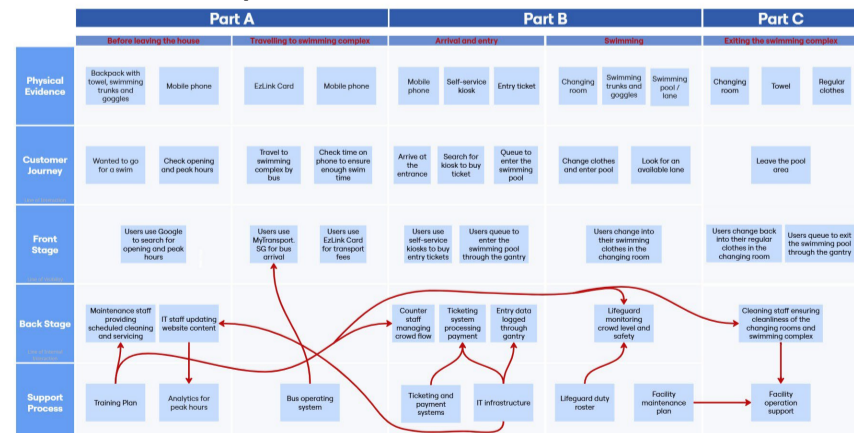 Part A
Part B
Part C
Before leaving the house
Travelling to swimming complex
Arrival and entry
Swimming
Exiting the swimming complex
Physical
Evidence
Backpack with
towel, swimming
trunks and
goggles
Mobile phone
EzLink Card
Mobile phone
Mobile
phone
Self-service
kiosk
Entry ticket
Changing
room
Swimming
trunks and
goggles
Swimming
pool /
lane
Changing
room
Towel
Regular
clothes
Customer
Journey
Wanted to go
for a swim
Check opening
and peak hours
Travel to
swimming
complex by
bus
Check time on
phone to ensure
enough swim
time
Arrive at
the
entrance
Search for
kiosk to buy
ticket
Queue to
enter the
swimming
pool
Change clothes
and enter pool
Look for an
available lane
Leave the pool
area
Front
Stage
Users use Google
to search for
opening and peak
hours
Users use
MyTransport.
SG for bus
arrival
Users use
EzLink Card
for transport
fees
Users use
self-service
kiosks to buy
entry tickets
Users queue to
enter the
swimming pool
through the gantry
Users change into
their swimming
clothes in the
changing room
Users change back
into their regular
clothes in the
changing room
Users queue to exit
the swimming pool
through the gantry
Back Stage
Maintenance staff
providing
scheduled cleaning
and servicing
IT staff updating
website content
Counter
staff
managing
crowd flow
Ticketing
system
processing
payment
Entry data
logged
through
gantry
Lifeguard
monitoring
crowd level and
safety
Cleaning staff ensuring
cleanliness of the
changing rooms and
swimming complex
Support
Process
Training Plan
Analytics for
peak hours
Bus operating
system
Ticketing and
payment
systems
IT infrastructure
Lifeguard duty
roster
Facility
maintenance
plan
Facility
operation
support